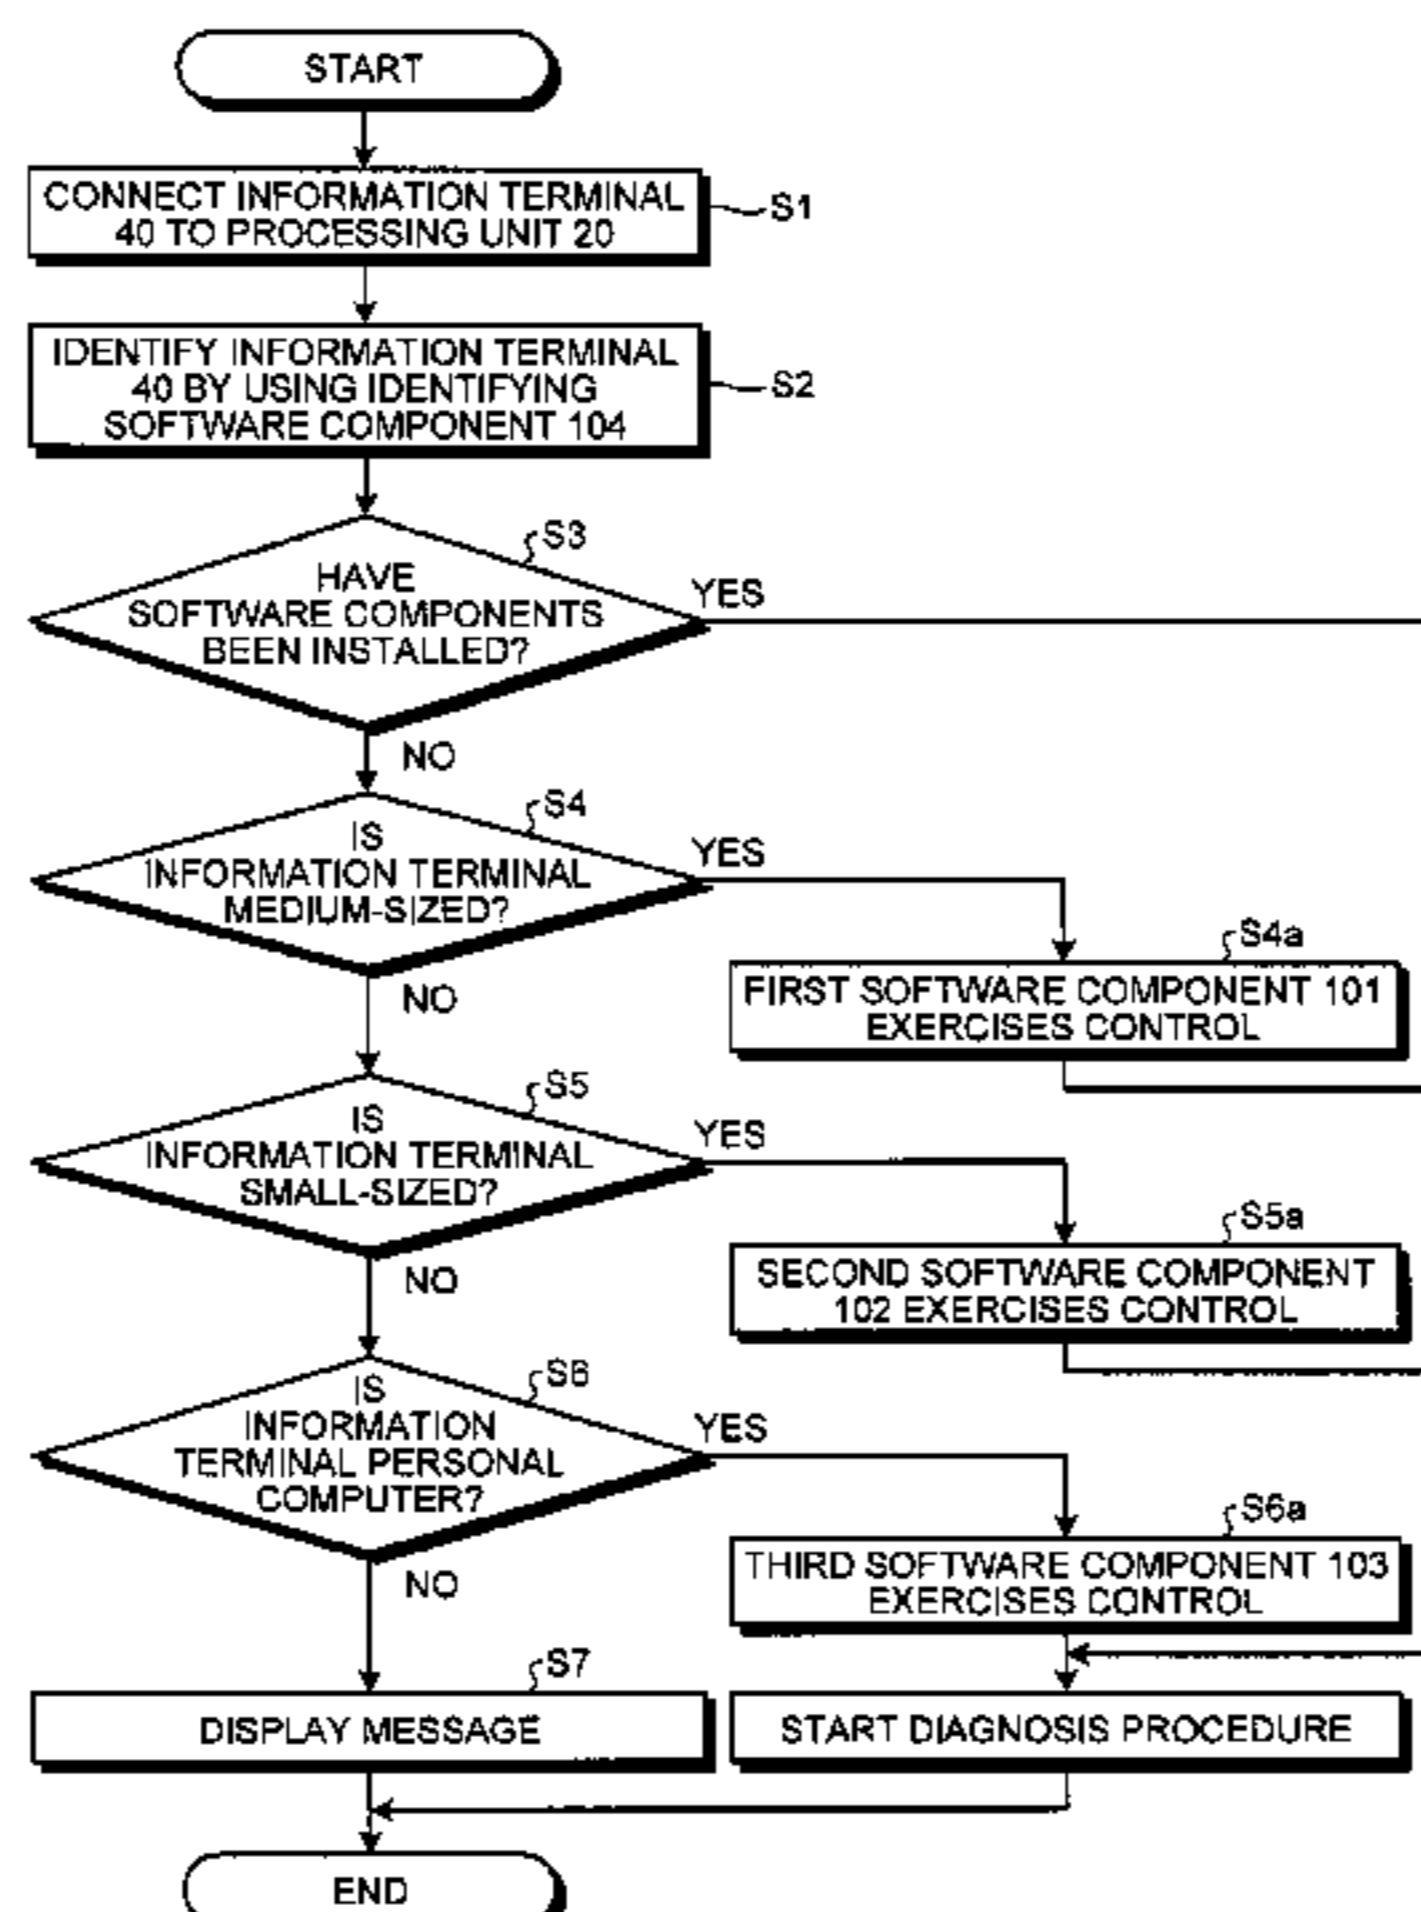 START
CONNECT INFORMATION TERMINAL
40 TO PROCESSING UNIT 20
S1
IDENTIFY INFORMATION TERMINAL
40 BY USING IDENTIFYING
SOFTWARE COMPONENT 104
S2
S3
HAVE
SOFTWARE COMPONENTS
BEEN INSTALLED?
YES
NO
S4
IS
INFORMATION TERMINAL
MEDIUM-SIZED?
YES
NO
S4a
FIRST SOFTWARE COMPONENT 101
EXERCISES CONTROL
S5
IS
INFORMATION TERMINAL
SMALL-SIZED?
YES
NO
S5a
SECOND SOFTWARE COMPONENT
102 EXERCISES CONTROL
S6
IS
INFORMATION
TERMINAL PERSONAL
COMPUTER?
YES
NO
S6a
THIRD SOFTWARE COMPONENT 103
EXERCISES CONTROL
S7
DISPLAY MESSAGE
START DIAGNOSIS PROCEDURE
END